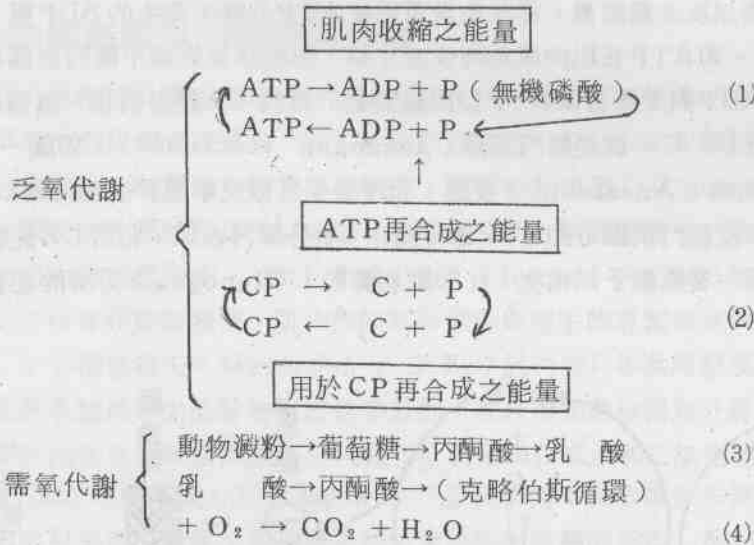 肌肉收縮之能量
ATP → ADP + P ( 無機磷酸 ) (1)
ATP ← ADP + P
↑
乏氧代謝
ATP再合成之能量
CP → C + P
(2)
CP ← C + P
用於CP再合成之能量
動物澱粉→葡萄糖→丙酮酸→乳 酸 (3)
需氧代謝
乳 酸→丙酮酸→( 克略伯斯循環 )
+ O₂ → CO₂ + H₂O (4)